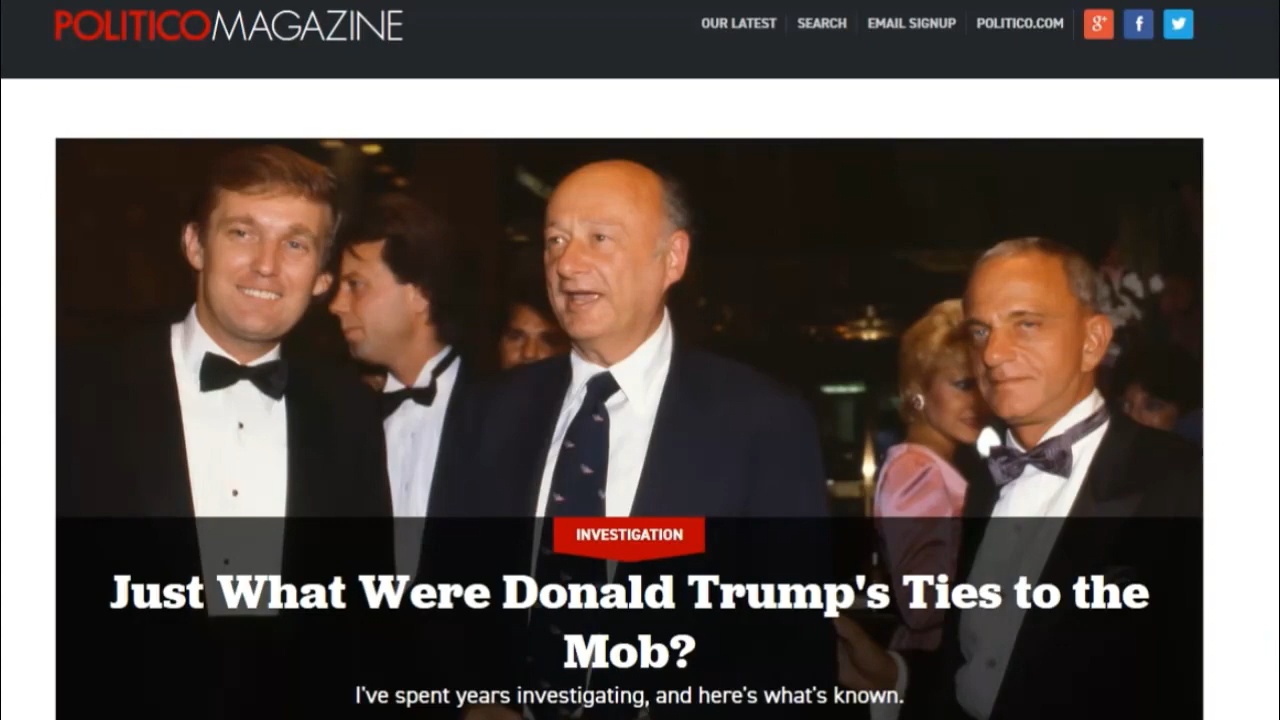 POLITICOMAGAZINE
OUR LATEST SEARCH EMAIL SIGNUP POLITICO.COM g+ f
INVESTIGATION
Just What Were Donald Trump's Ties to the
Mob?
I've spent years investigating, and here's what's known.